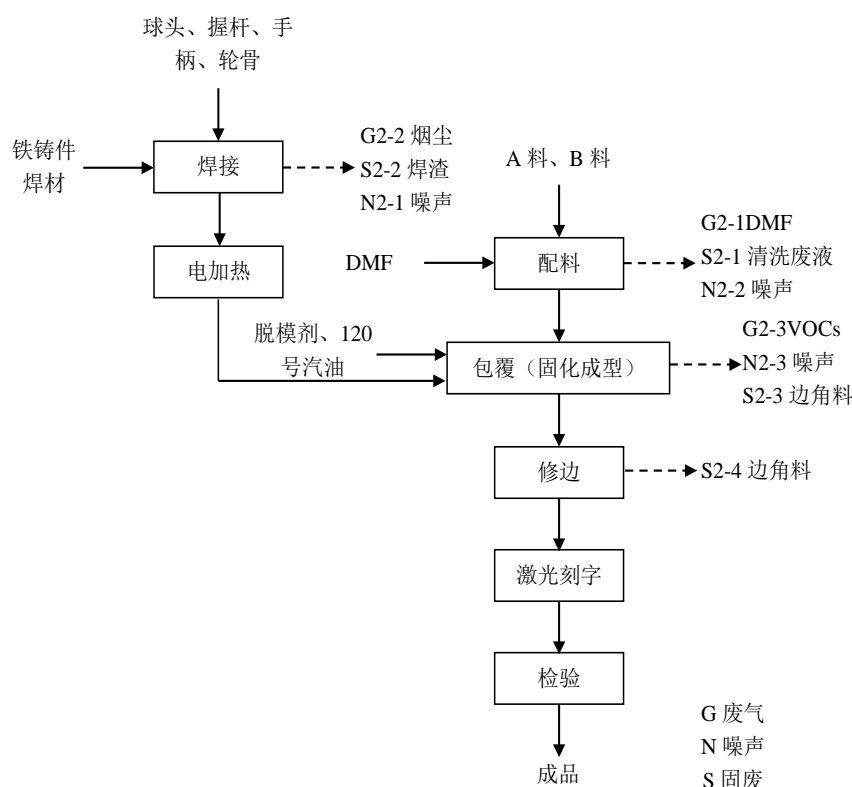 球头、握杆、手
柄、轮骨
铁铸件
焊材
焊接
G2-2 烟尘
S2-2 焊渣
N2-1 噪声
A 料、B 料
电加热
DMF
配料
G2-1DMF
S2-1 清洗废液
N2-2 噪声
脱模剂、120
号汽油
包覆（固化成型）
G2-3VOCs
N2-3 噪声
S2-3 边角料
修边
S2-4 边角料
激光刻字
检验
成品
G 废气
N 噪声
S 固废